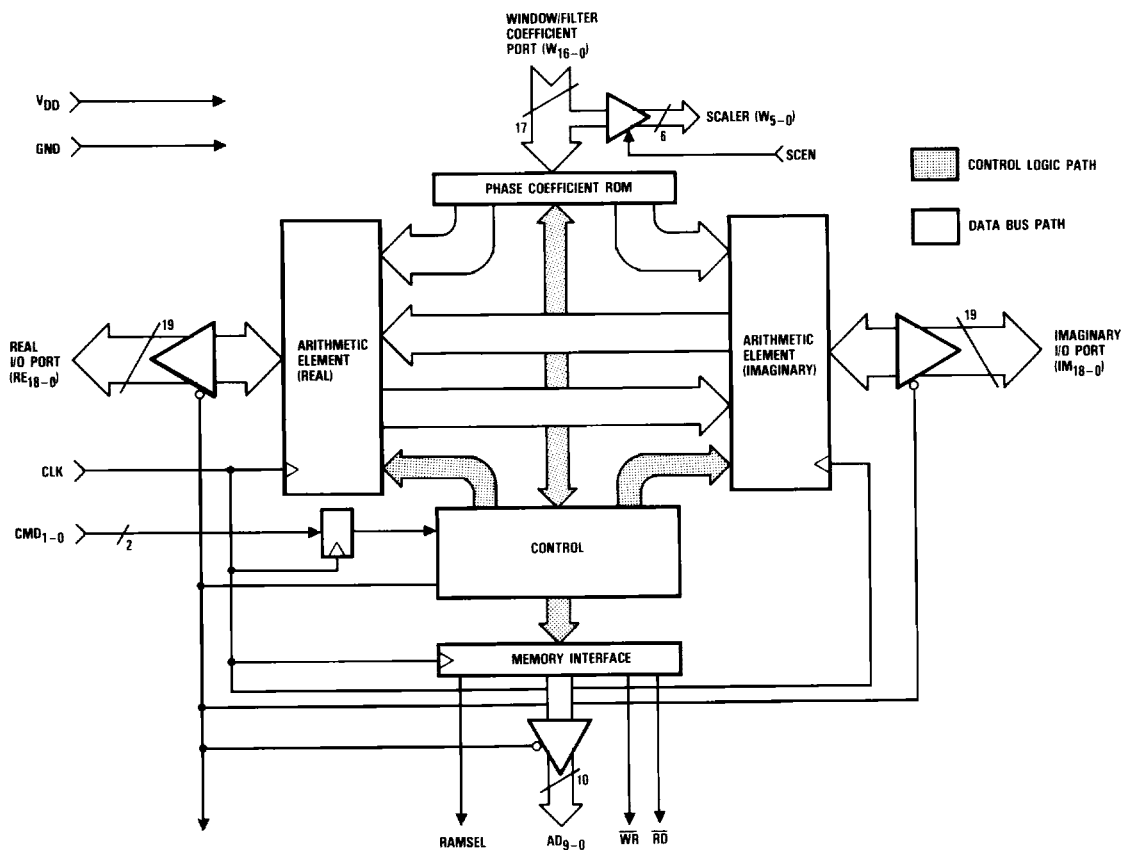 WINDOW/FILTER
COEFFICIENT
PORT (W16–0)
VDD
GND
17
6
SCALER (W5–0)
SCEN
CONTROL LOGIC PATH
DATA BUS PATH
PHASE COEFFICIENT ROM
19
REAL
I/O PORT
(RE18–0)
ARITHMETIC
ELEMENT
(REAL)
ARITHMETIC
ELEMENT
(IMAGINARY)
19
IMAGINARY
I/O PORT
(IM18–0)
CLK
CMD1–0
2
CONTROL
MEMORY INTERFACE
10
RAMSEL
AD9–0
W̅R̅
R̅D̅